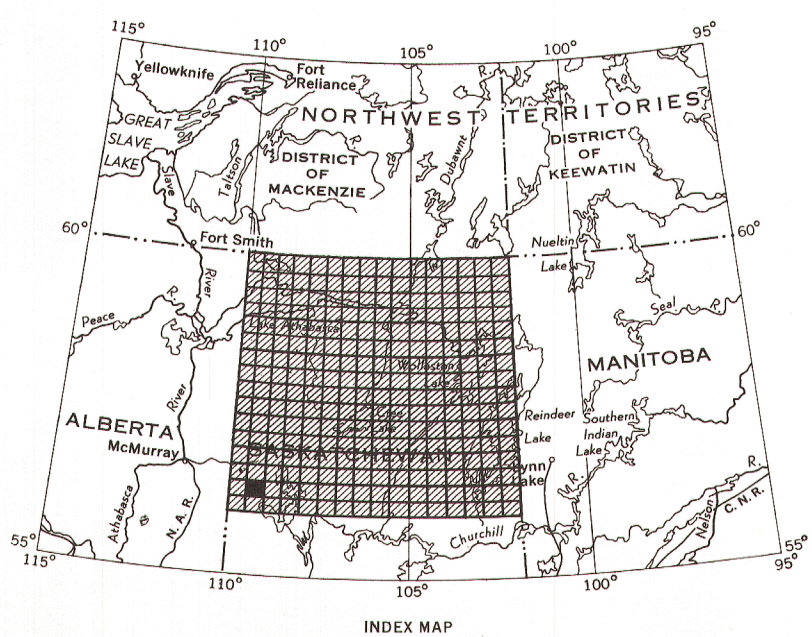 115°
110°
105°
100°
95°
Yellowknife
Fort
Reliance
NORTHWEST TERRITORIES
GREAT
SLAVE
LAKE
Slave
River
Taltson
R.
DISTRICT
OF
MACKENZIE
Dubawnt
R.
DISTRICT
OF
KEEWATIN
60°
Fort Smith
Nueltin
Lake
60°
Peace
R.
Lake Athabasca
Seal R.
Wollaston
Lake
MANITOBA
River
Cree
Lake
Reindeer
Lake
Southern
Indian
Lake
ALBERTA
McMurray
SASKATCHEWAN
Lynn
Lake
R.
Athabasca
N. A. R.
Churchill
Nelson
R.
C. N. R.
55°
115°
110°
105°
100°
55°
95°
INDEX MAP